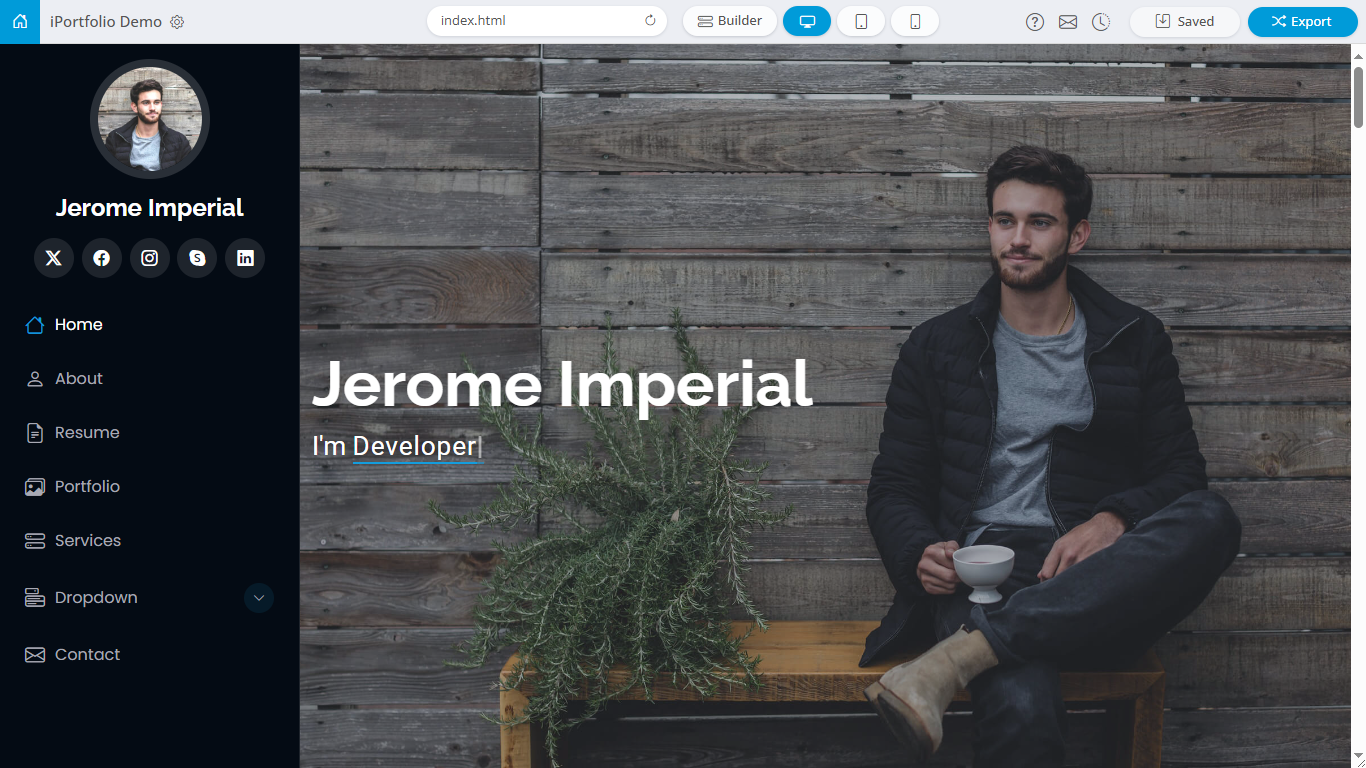 iPortfolio Demo
index.html
Builder
Saved
Export
Jerome Imperial
Home
About
Resume
Portfolio
Services
Dropdown
Contact
Jerome Imperial
I'm Developer|